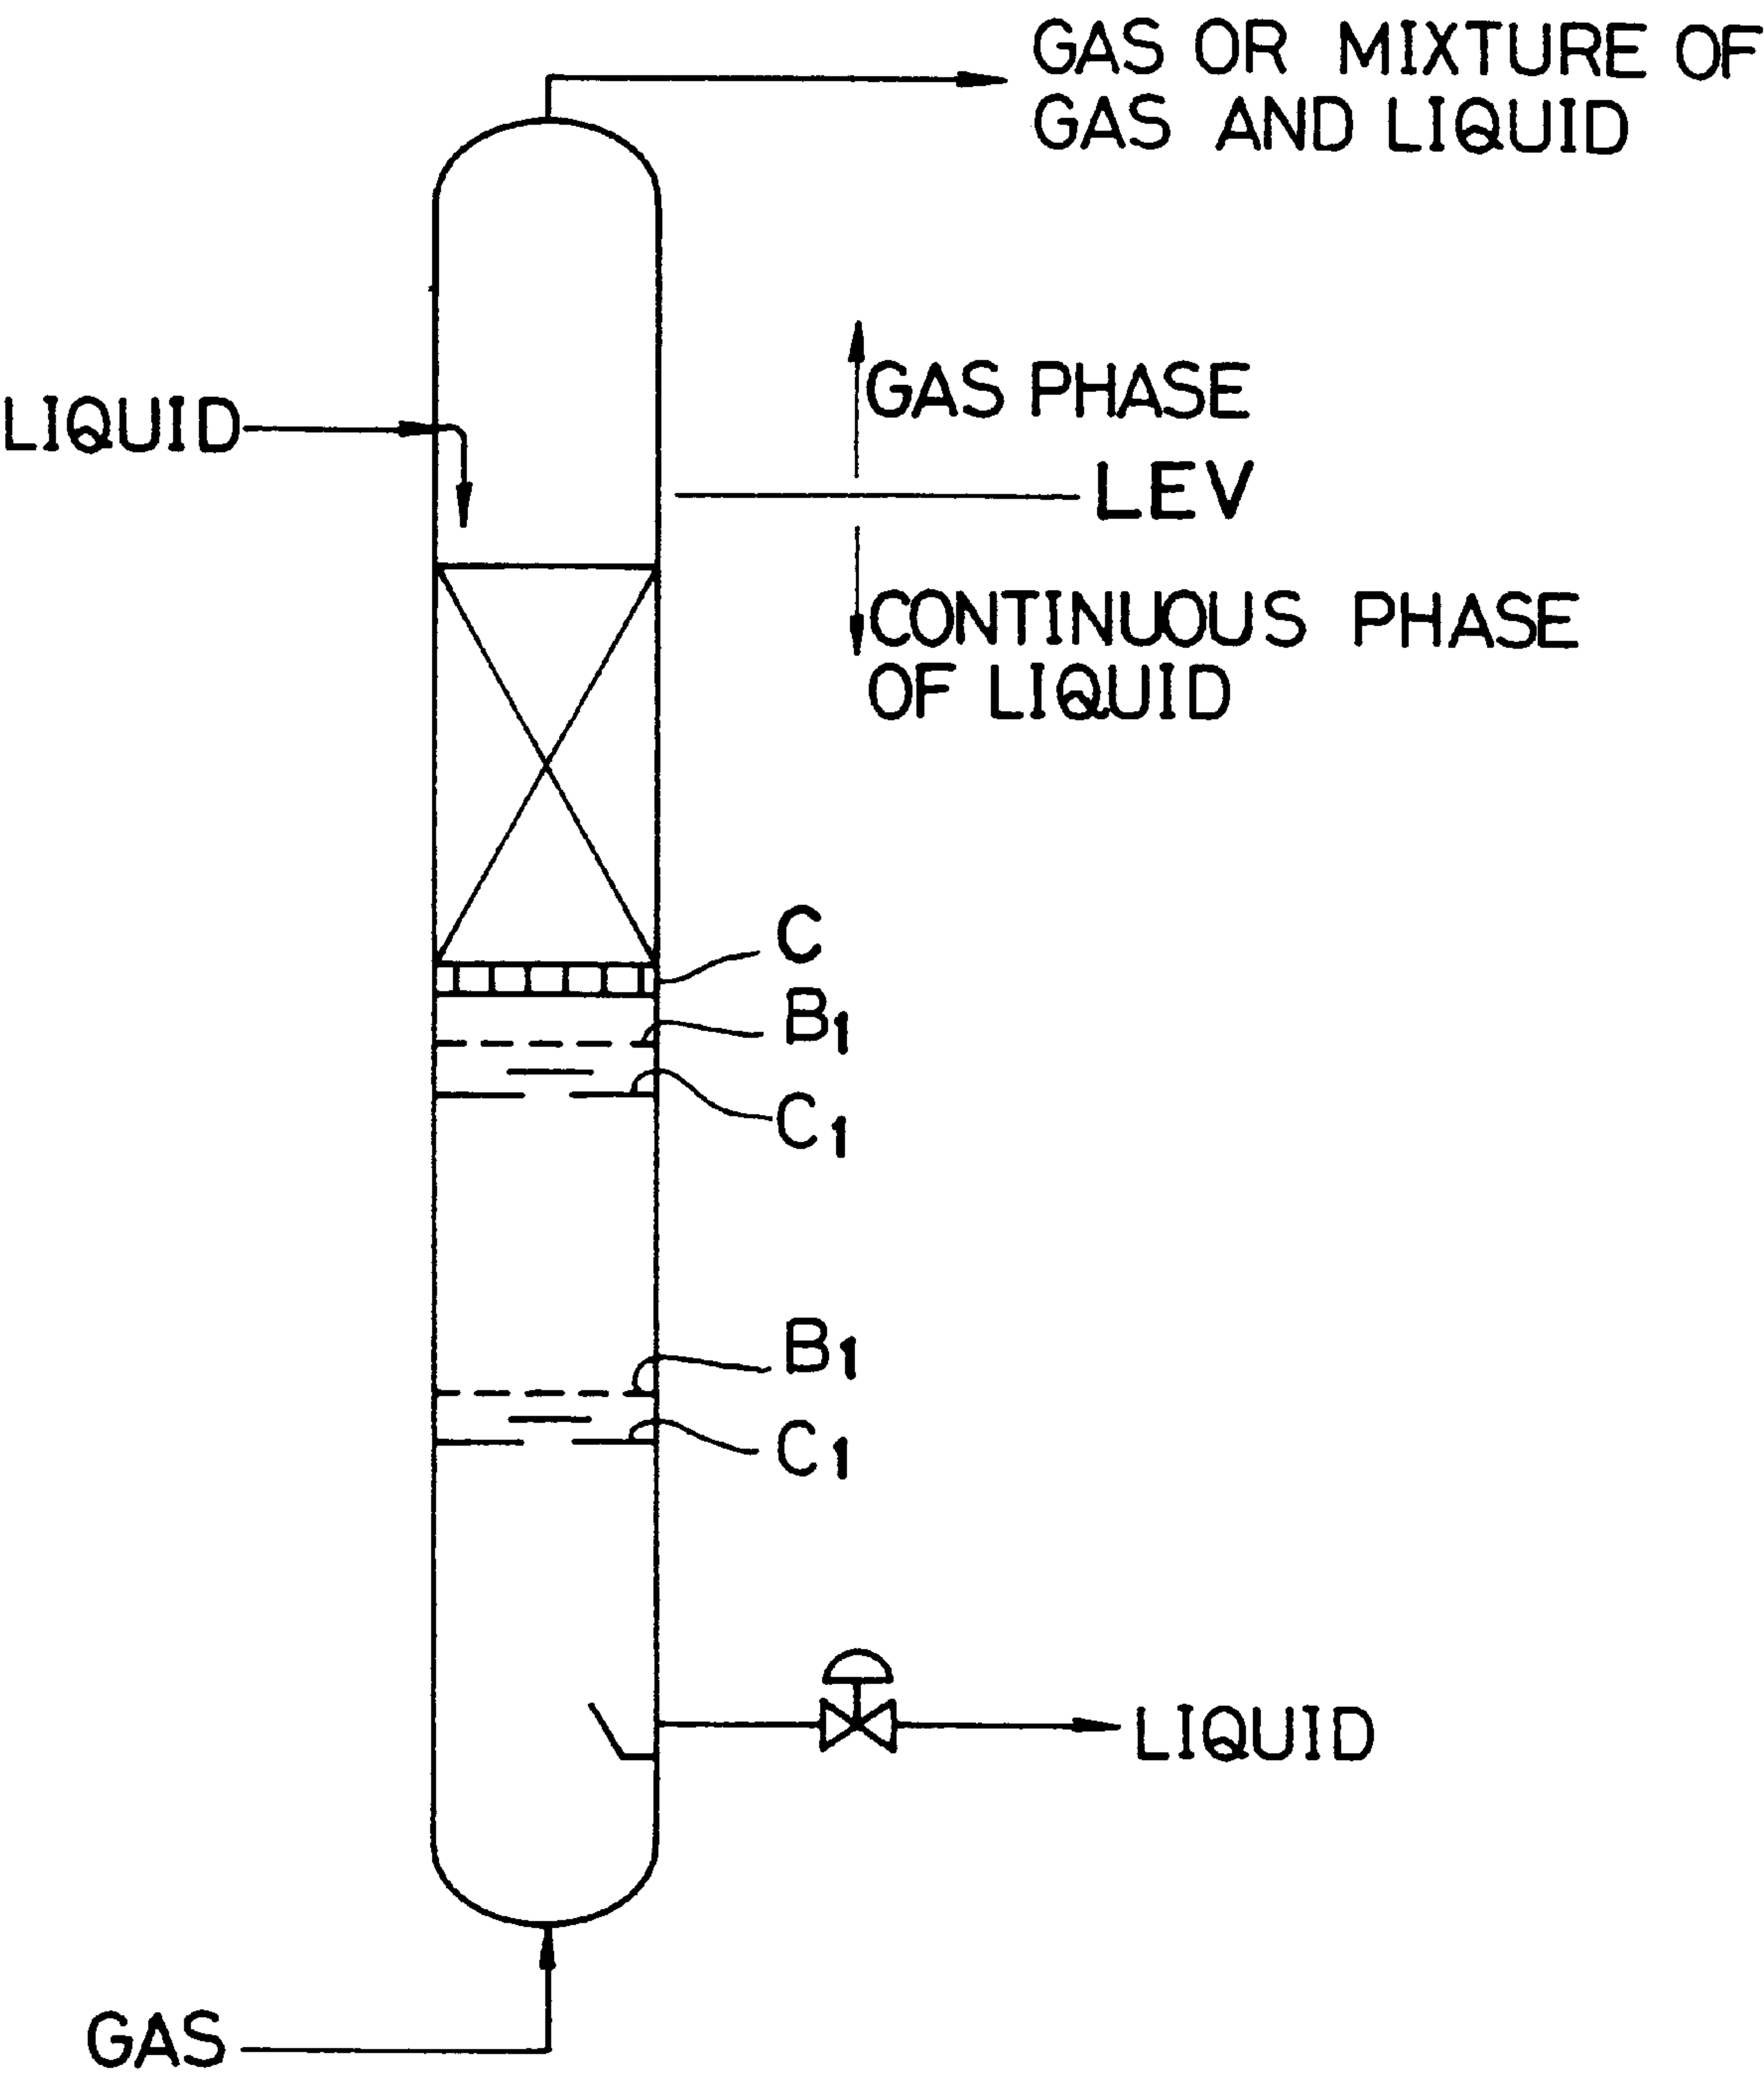 GAS OR MIXTURE OF
GAS AND LIQUID
GAS PHASE
LIQUID
LEV
CONTINUOUS PHASE
OF LIQUID
C
B1
C1
B1
C1
LIQUID
GAS